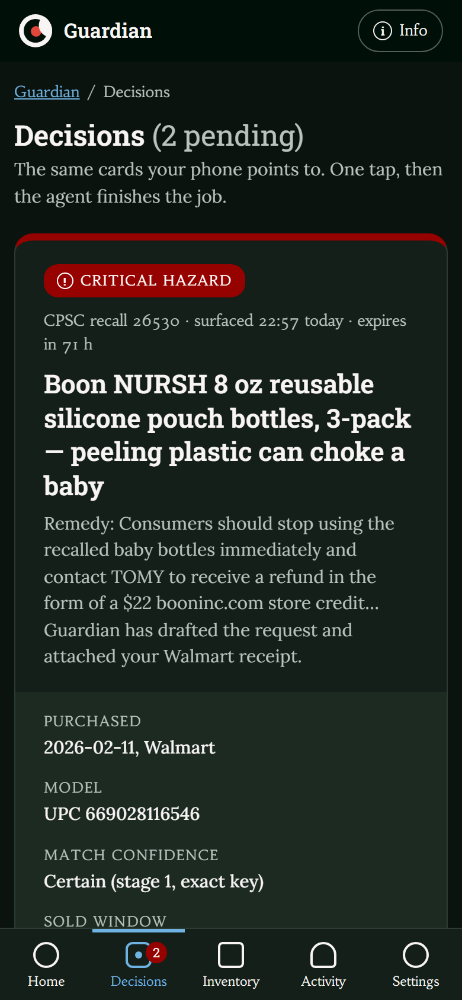 Guardian
Info
Guardian / Decisions
Decisions (2 pending)
The same cards your phone points to. One tap, then
the agent finishes the job.
CRITICAL HAZARD
CPSC recall 26530 · surfaced 22:57 today · expires
in 71 h
Boon NURSH 8 oz reusable
silicone pouch bottles, 3-pack
— peeling plastic can choke a
baby
Remedy: Consumers should stop using the
recalled baby bottles immediately and
contact TOMY to receive a refund in the
form of a $22 booninc.com store credit...
Guardian has drafted the request and
attached your Walmart receipt.
PURCHASED
2026-02-11, Walmart
MODEL
UPC 669028116546
MATCH CONFIDENCE
Certain (stage 1, exact key)
SOLD WINDOW
2
Home
Decisions
Inventory
Activity
Settings